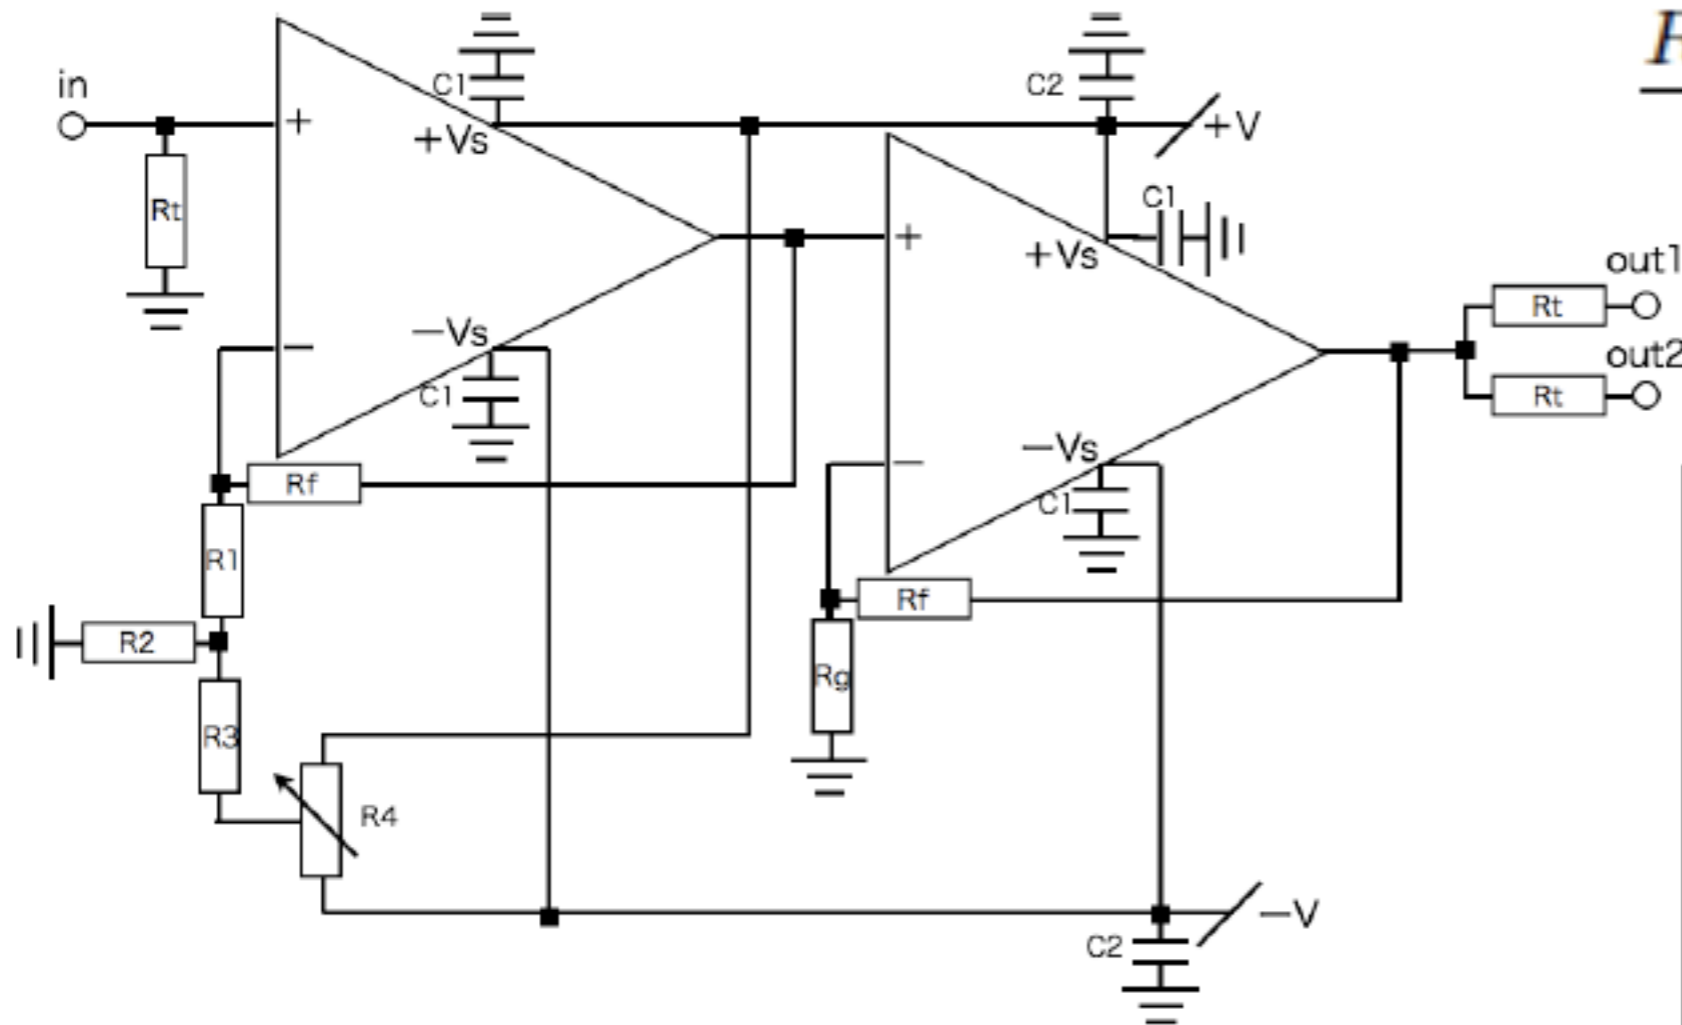 R
in
C1
C2
+
+Vs
+V
Rt
C1
+
+Vs
out1
Rt
−Vs
−
out2
C1
Rt
−Vs
−
Rf
C1
R1
Rf
R2
Rg
R3
R4
−V
C2